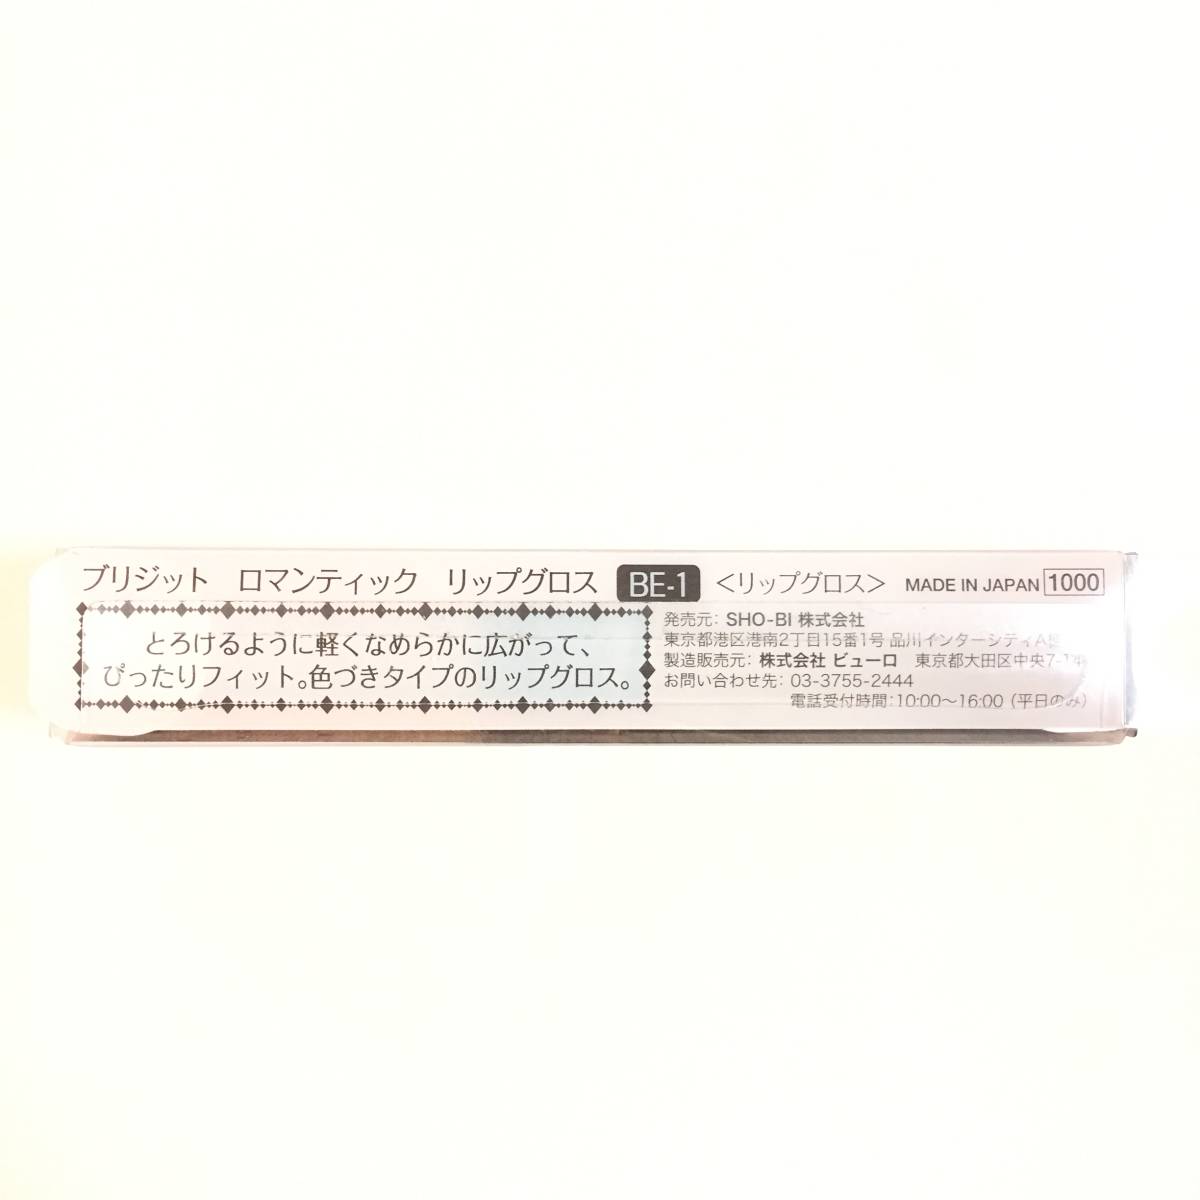 ブリジット　ロマンティック　リップグロス BE-1 <リップグロス> MADE IN JAPAN 1000
とろけるように軽くなめらかに広がって、
ぴったりフィット。色づきタイプのリップグロス。
発売元: SHO-BI 株式会社
東京都港区港南2丁目15番1号 品川インターシティA
製造販売元: 株式会社 ビューロ　東京都大田区中央
お問い合わせ先: 03-3755-2444
電話受付時間:10:00〜16:00 (平日のみ)